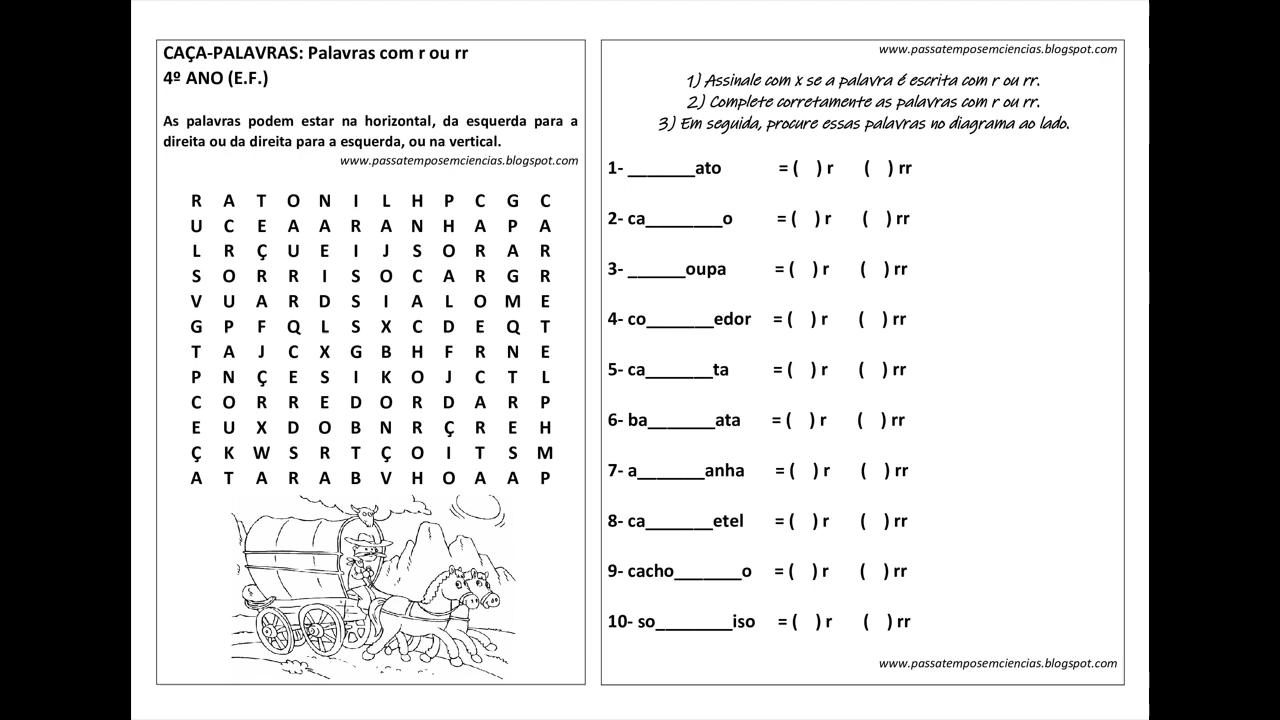 CAÇA-PALAVRAS: Palavras com r ou rr
4º ANO (E.F.)
As palavras podem estar na horizontal, da esquerda para a
direita ou da direita para a esquerda, ou na vertical.
www.passatemposemciencias.blogspot.com
R A T O N I L H P C G C
U C E A A R A N H A P A
L R Ç U E I J S O R A R
S O R R I S O C A R G R
V U A R D S I A L O M E
G P F Q L S X C D E Q T
T A J C X G B H F R N E
P N Ç E S I K O J C T L
C O R R E D O R D A R P
E U X D O B N R Ç R E H
Ç K W S R T Ç O I T S M
A T A R A B V H O A A P
www.passatemposemciencias.blogspot.com
1) Assinale com x se a palavra é escrita com r ou rr.
2) Complete corretamente as palavras com r ou rr.
3) Em seguida, procure essas palavras no diagrama ao lado.
1- _______ato = ( ) r ( ) rr
2- ca________o = ( ) r ( ) rr
3- ______oupa = ( ) r ( ) rr
4- co_______edor = ( ) r ( ) rr
5- ca_______ta = ( ) r ( ) rr
6- ba_______ata = ( ) r ( ) rr
7- a_______anha = ( ) r ( ) rr
8- ca_______etel = ( ) r ( ) rr
9- cacho_______o = ( ) r ( ) rr
10- so________iso = ( ) r ( ) rr
www.passatemposemciencias.blogspot.com